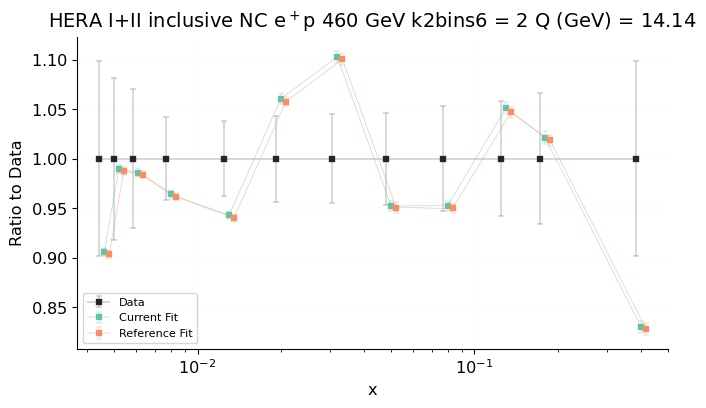 HERA I+II inclusive NC e⁺p 460 GeV k2bins6 = 2 Q (GeV) = 14.14
1.10
1.05
1.00
0.95
0.90
0.85
Ratio to Data
Data
Current Fit
Reference Fit
10⁻² 10⁻¹
x